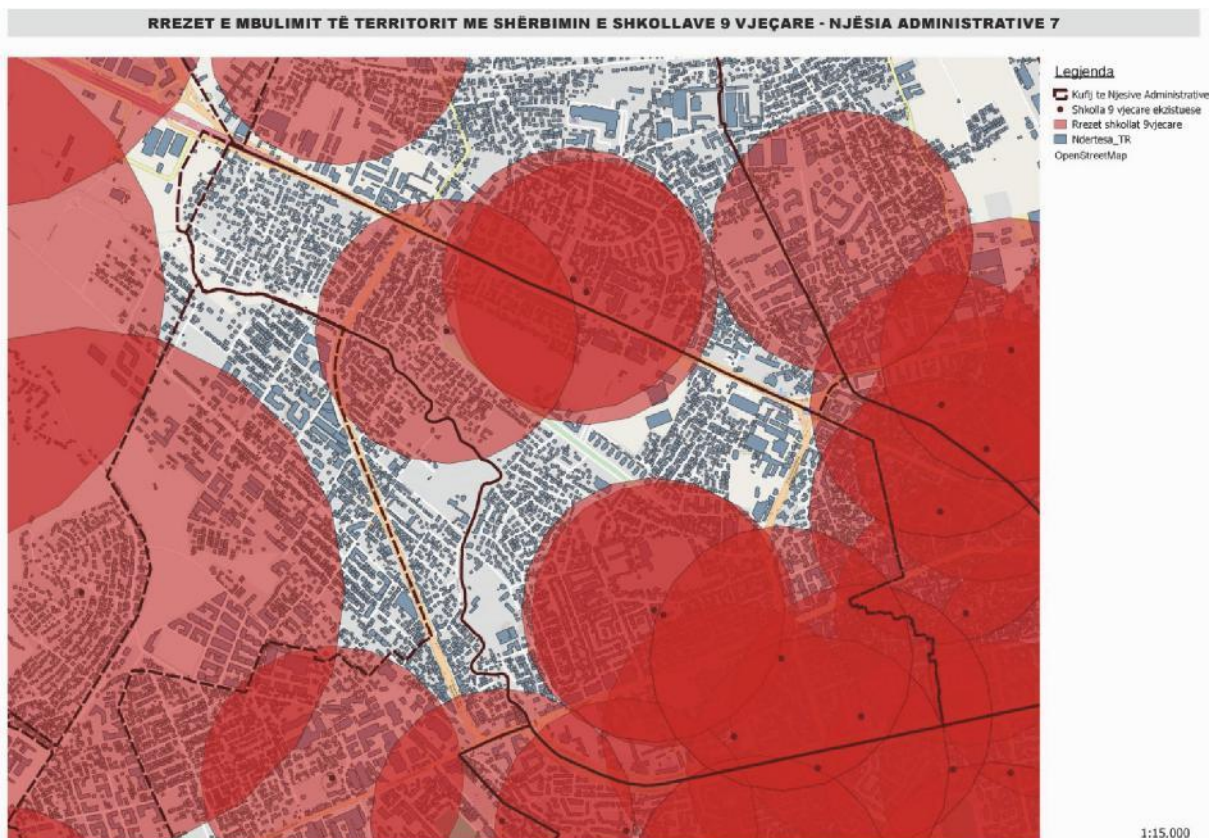 RREZET E MBULIMIT TË TERRITORIT ME SHËRBIMIN E SHKOLLAVE 9 VJEÇARE - NJËSIA ADMINISTRATIVE 7
Legjenda
Kufij te Njesive Administrative
Shkolla 9 vjecare ekzistuese
Rrezet shkollat 9vjecare
Ndertesa_TR
OpenStreetMap
1:15.000